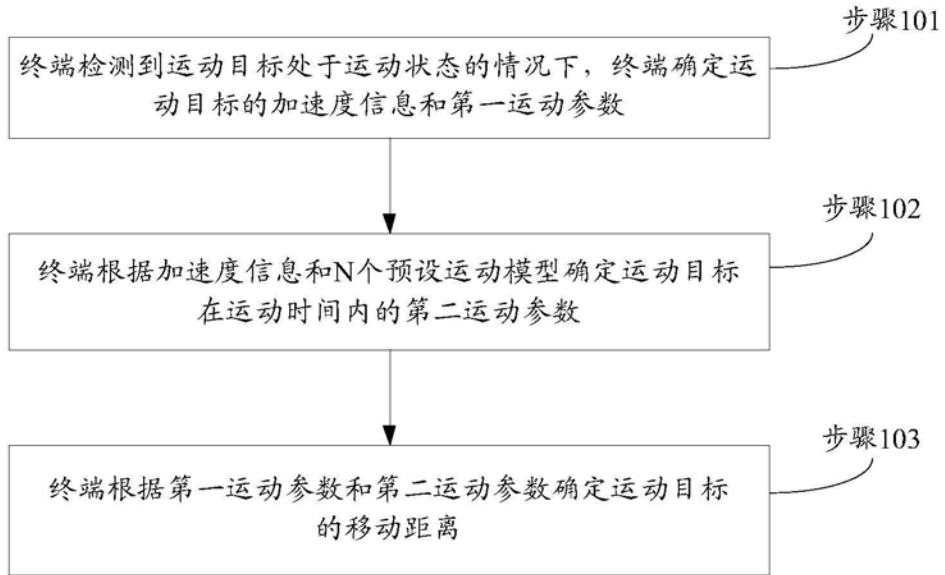 步骤101
终端检测到运动目标处于运动状态的情况下，终端确定运
动目标的加速度信息和第一运动参数
步骤102
终端根据加速度信息和N个预设运动模型确定运动目标
在运动时间内的第二运动参数
步骤103
终端根据第一运动参数和第二运动参数确定运动目标
的移动距离